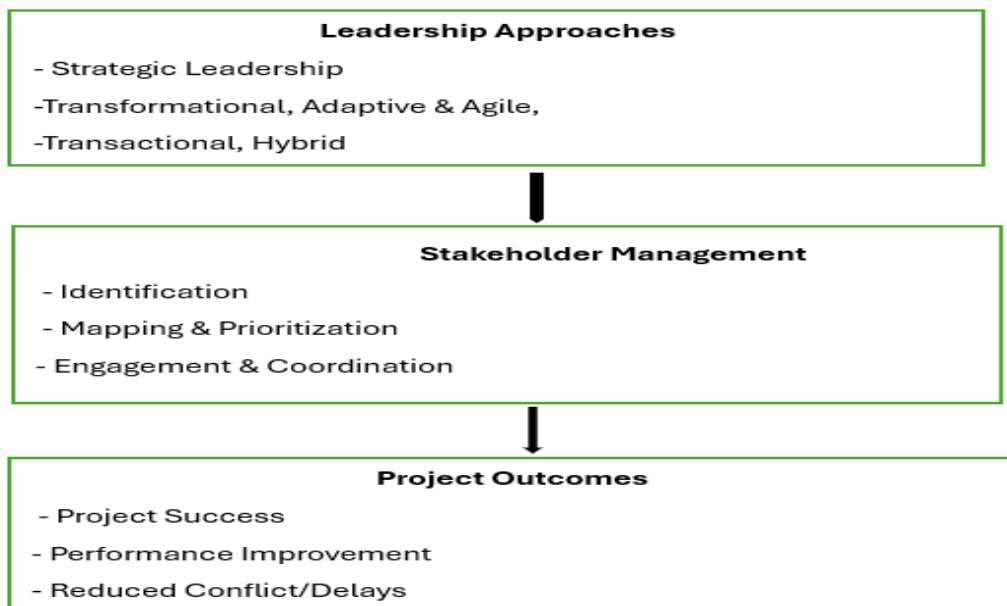 Leadership Approaches
- Strategic Leadership
-Transformational, Adaptive & Agile,
-Transactional, Hybrid
Stakeholder Management
- Identification
- Mapping & Prioritization
- Engagement & Coordination
Project Outcomes
- Project Success
- Performance Improvement
- Reduced Conflict/Delays